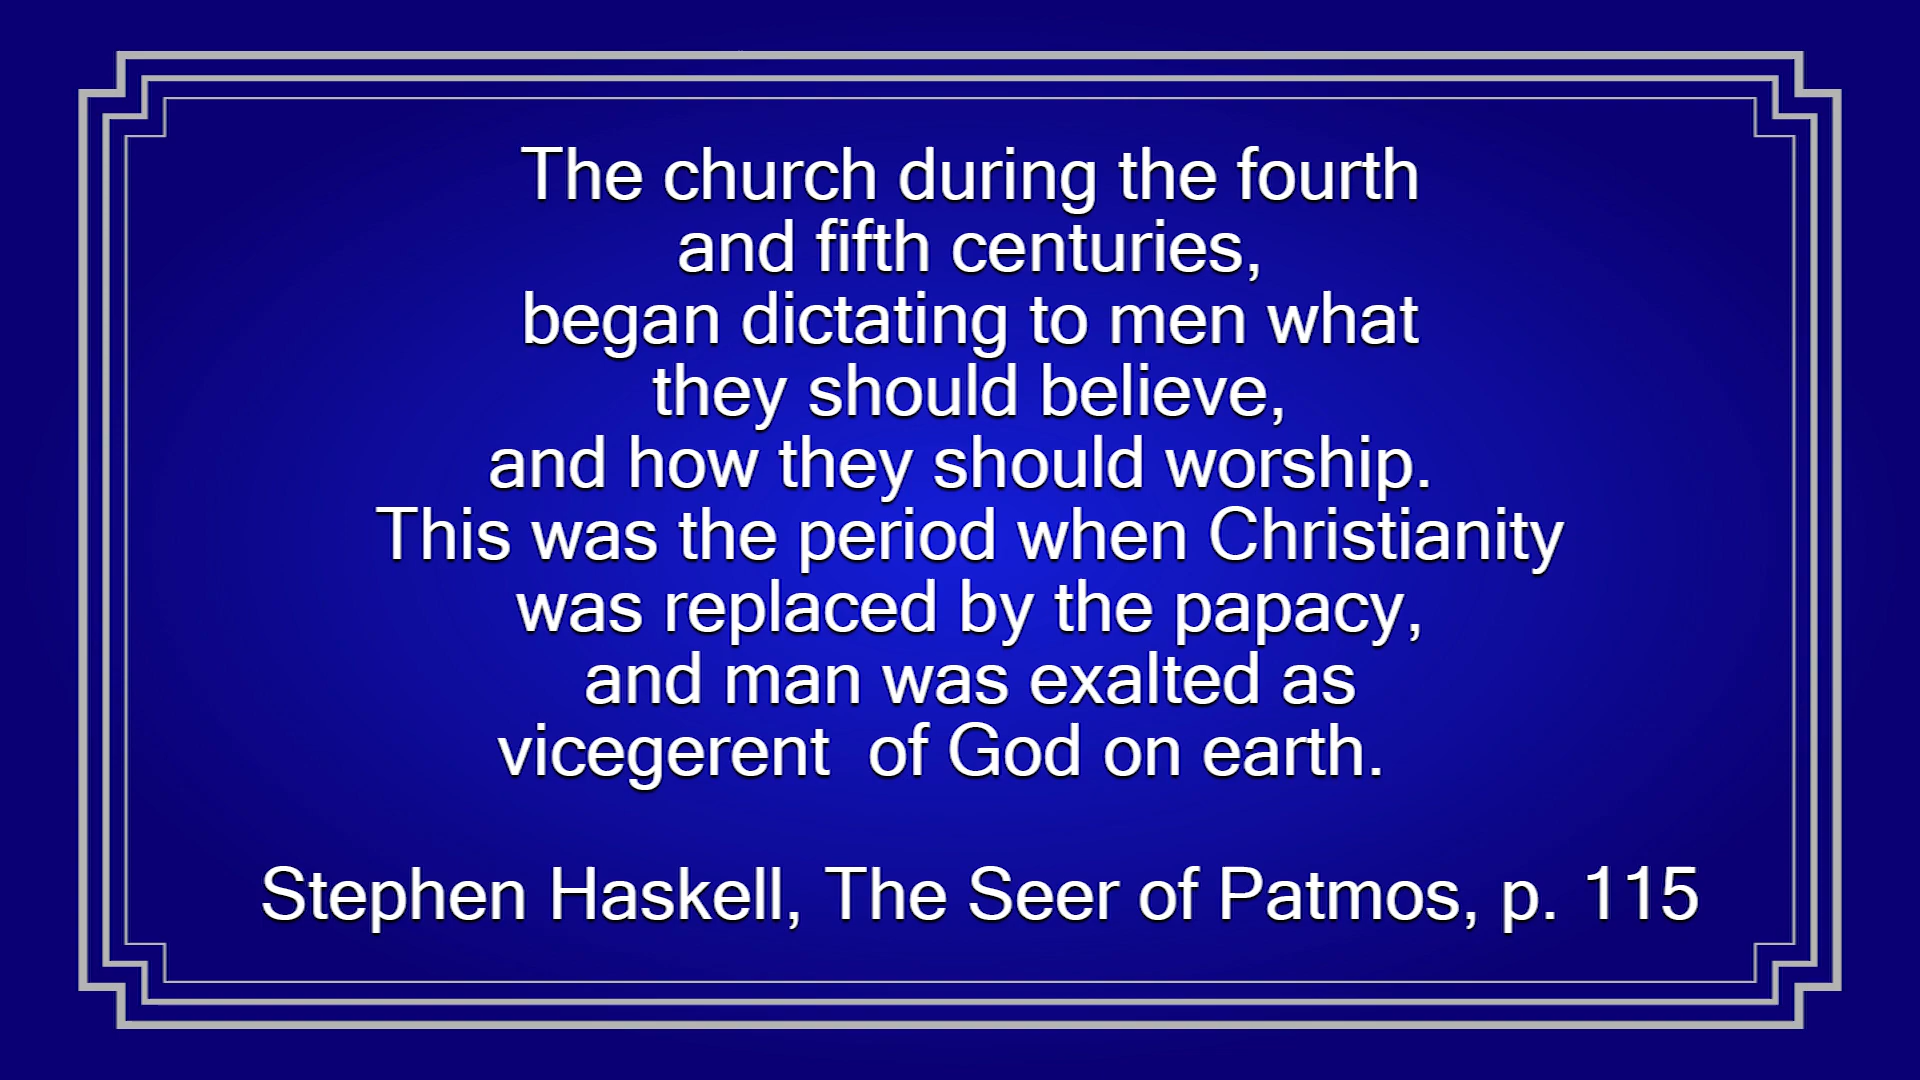 The church during the fourth
and fifth centuries,
began dictating to men what
they should believe,
and how they should worship.
This was the period when Christianity
was replaced by the papacy,
and man was exalted as
vicegerent  of God on earth.
Stephen Haskell, The Seer of Patmos, p. 115